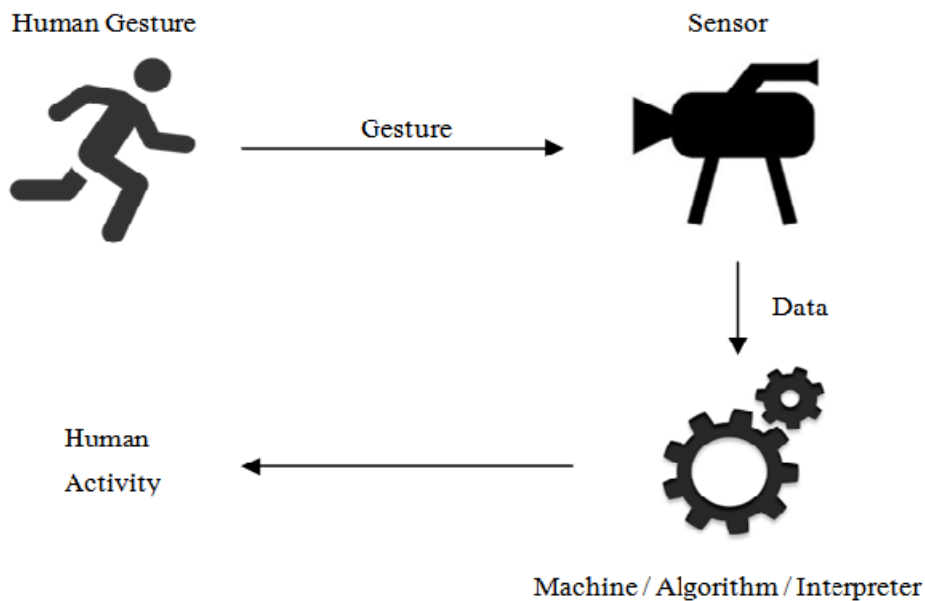 Human Gesture
Sensor
Gesture
Data
Human
Activity
Machine / Algorithm / Interpreter